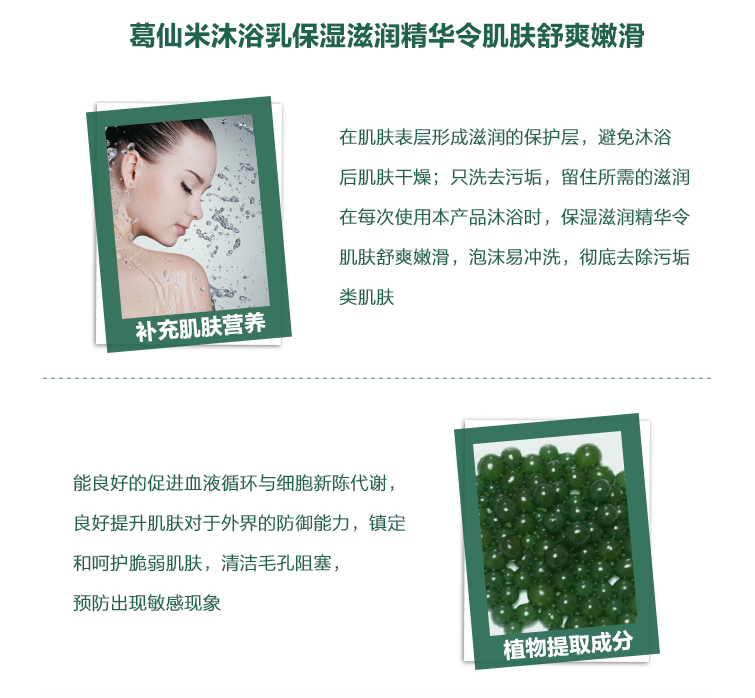 葛仙米沐浴乳保湿滋润精华令肌肤舒爽嫩滑
在肌肤表层形成滋润的保护层，避免沐浴
后肌肤干燥；只洗去污垢，留住所需的滋润
在每次使用本产品沐浴时，保湿滋润精华令
肌肤舒爽嫩滑，泡沫易冲洗，彻底去除污垢
类肌肤
补充肌肤营养
能良好的促进血液循环与细胞新陈代谢，
良好提升肌肤对于外界的防御能力，镇定
和呵护脆弱肌肤，清洁毛孔阻塞，
预防出现敏感现象
植物提取成分